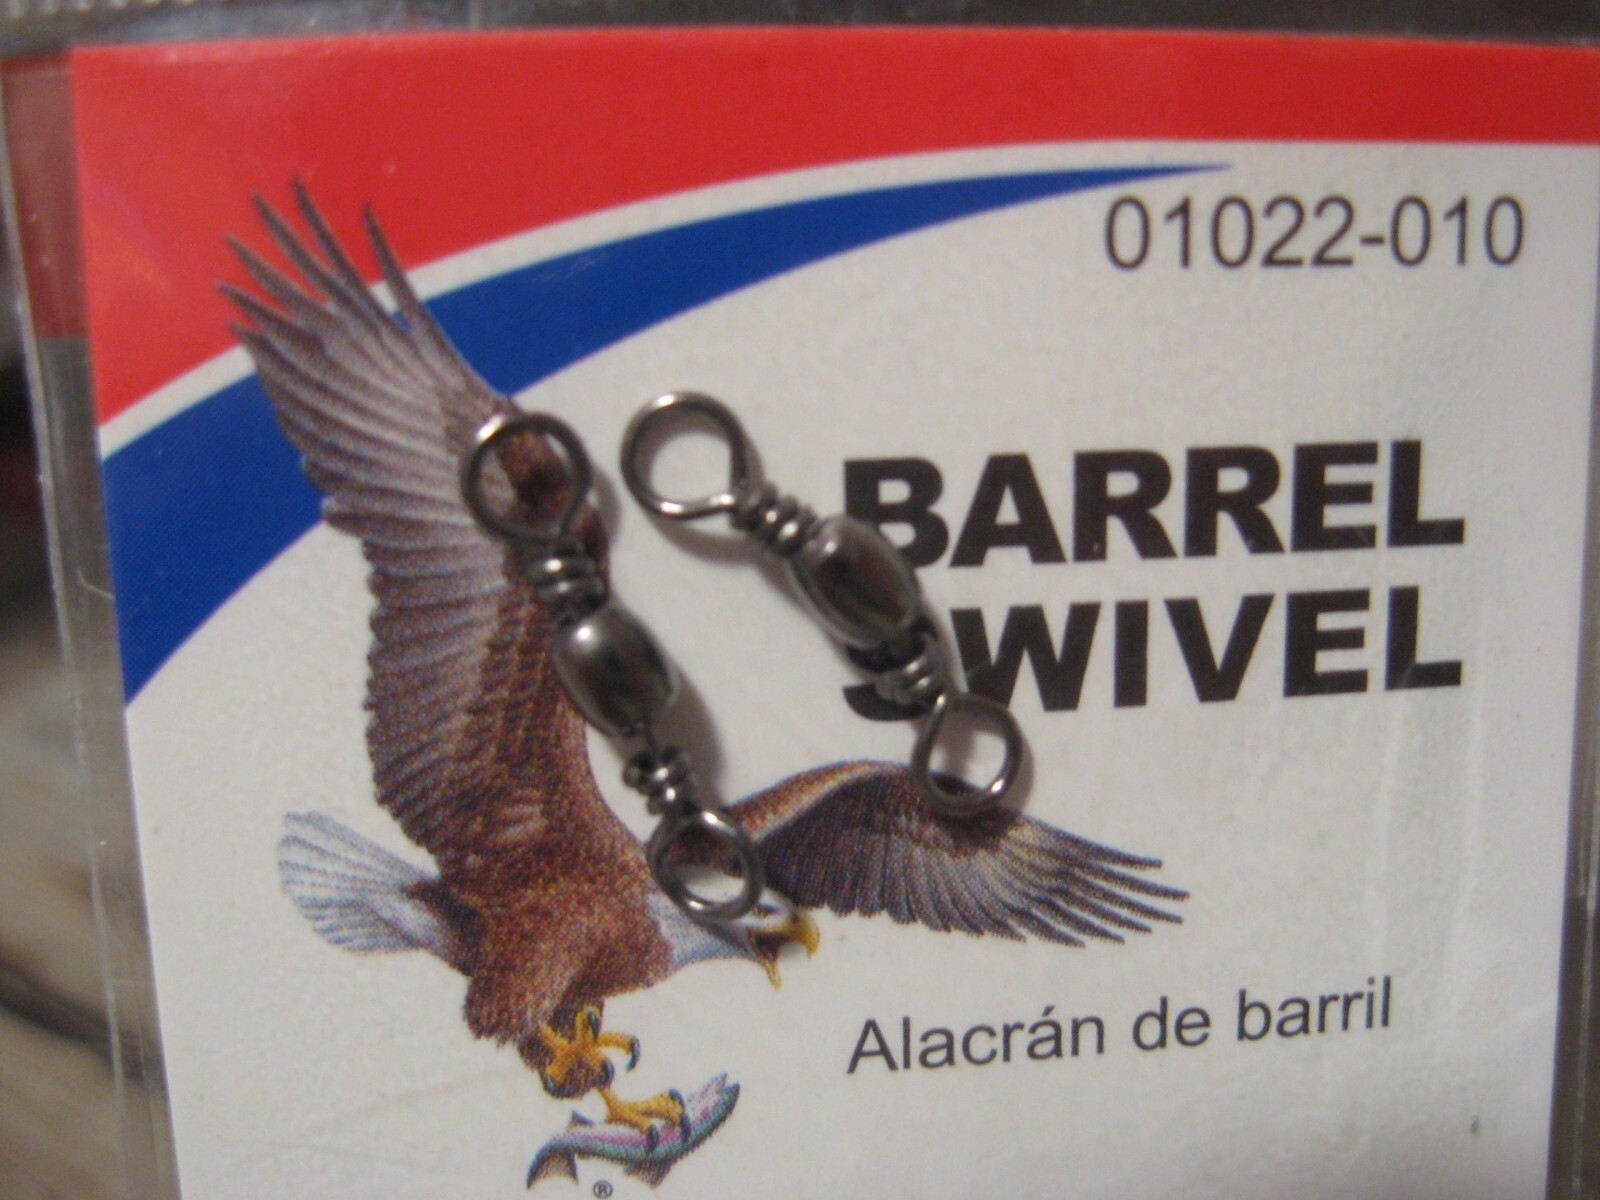 01022-010
BARREL
SWIVEL
Alacrán de barril
®